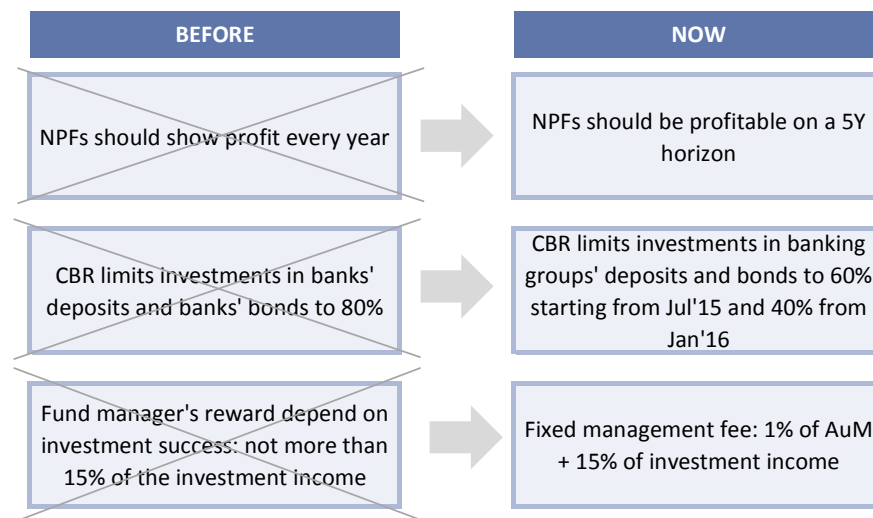 BEFORE
NOW
NPFs should show profit every year
NPFs should be profitable on a 5Y
horizon
CBR limits investments in banks'
deposits and banks' bonds to 80%
CBR limits investments in banking
groups' deposits and bonds to 60%
starting from Jul'15 and 40% from
Jan'16
Fund manager's reward depend on
investment success: not more than
15% of the investment income
Fixed management fee: 1% of AuM
+ 15% of investment income